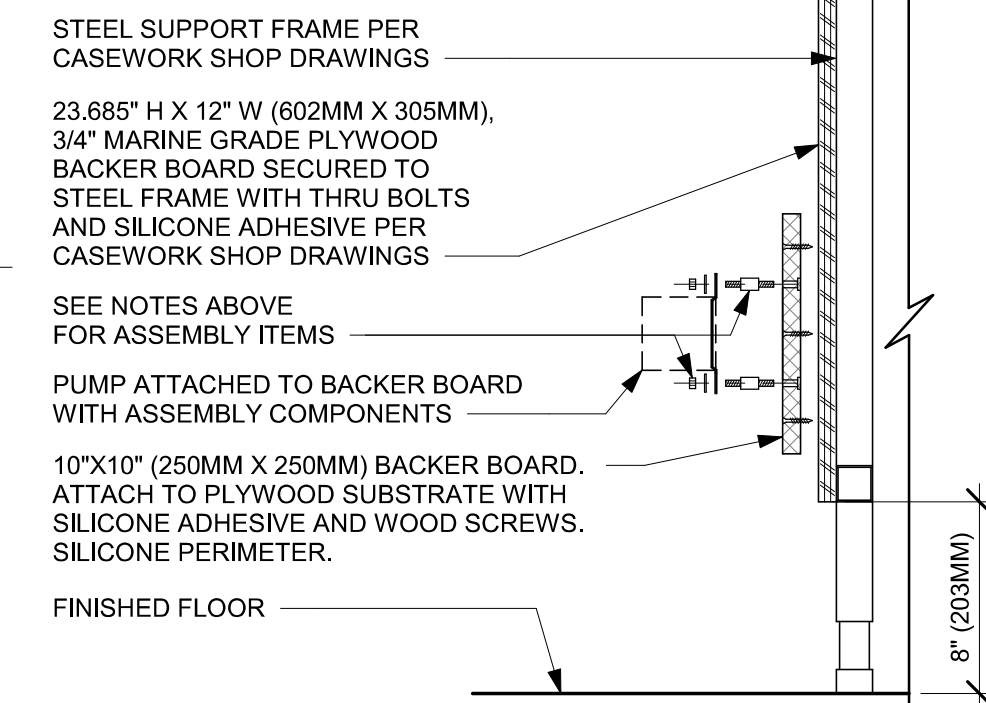 STEEL SUPPORT FRAME PER
CASEWORK SHOP DRAWINGS
23.685" H X 12" W (602MM X 305MM),
3/4" MARINE GRADE PLYWOOD
BACKER BOARD SECURED TO
STEEL FRAME WITH THRU BOLTS
AND SILICONE ADHESIVE PER
CASEWORK SHOP DRAWINGS
SEE NOTES ABOVE
FOR ASSEMBLY ITEMS
PUMP ATTACHED TO BACKER BOARD
WITH ASSEMBLY COMPONENTS
10"X10" (250MM X 250MM) BACKER BOARD.
ATTACH TO PLYWOOD SUBSTRATE WITH
SILICONE ADHESIVE AND WOOD SCREWS.
SILICONE PERIMETER.
FINISHED FLOOR
8" (203MM)